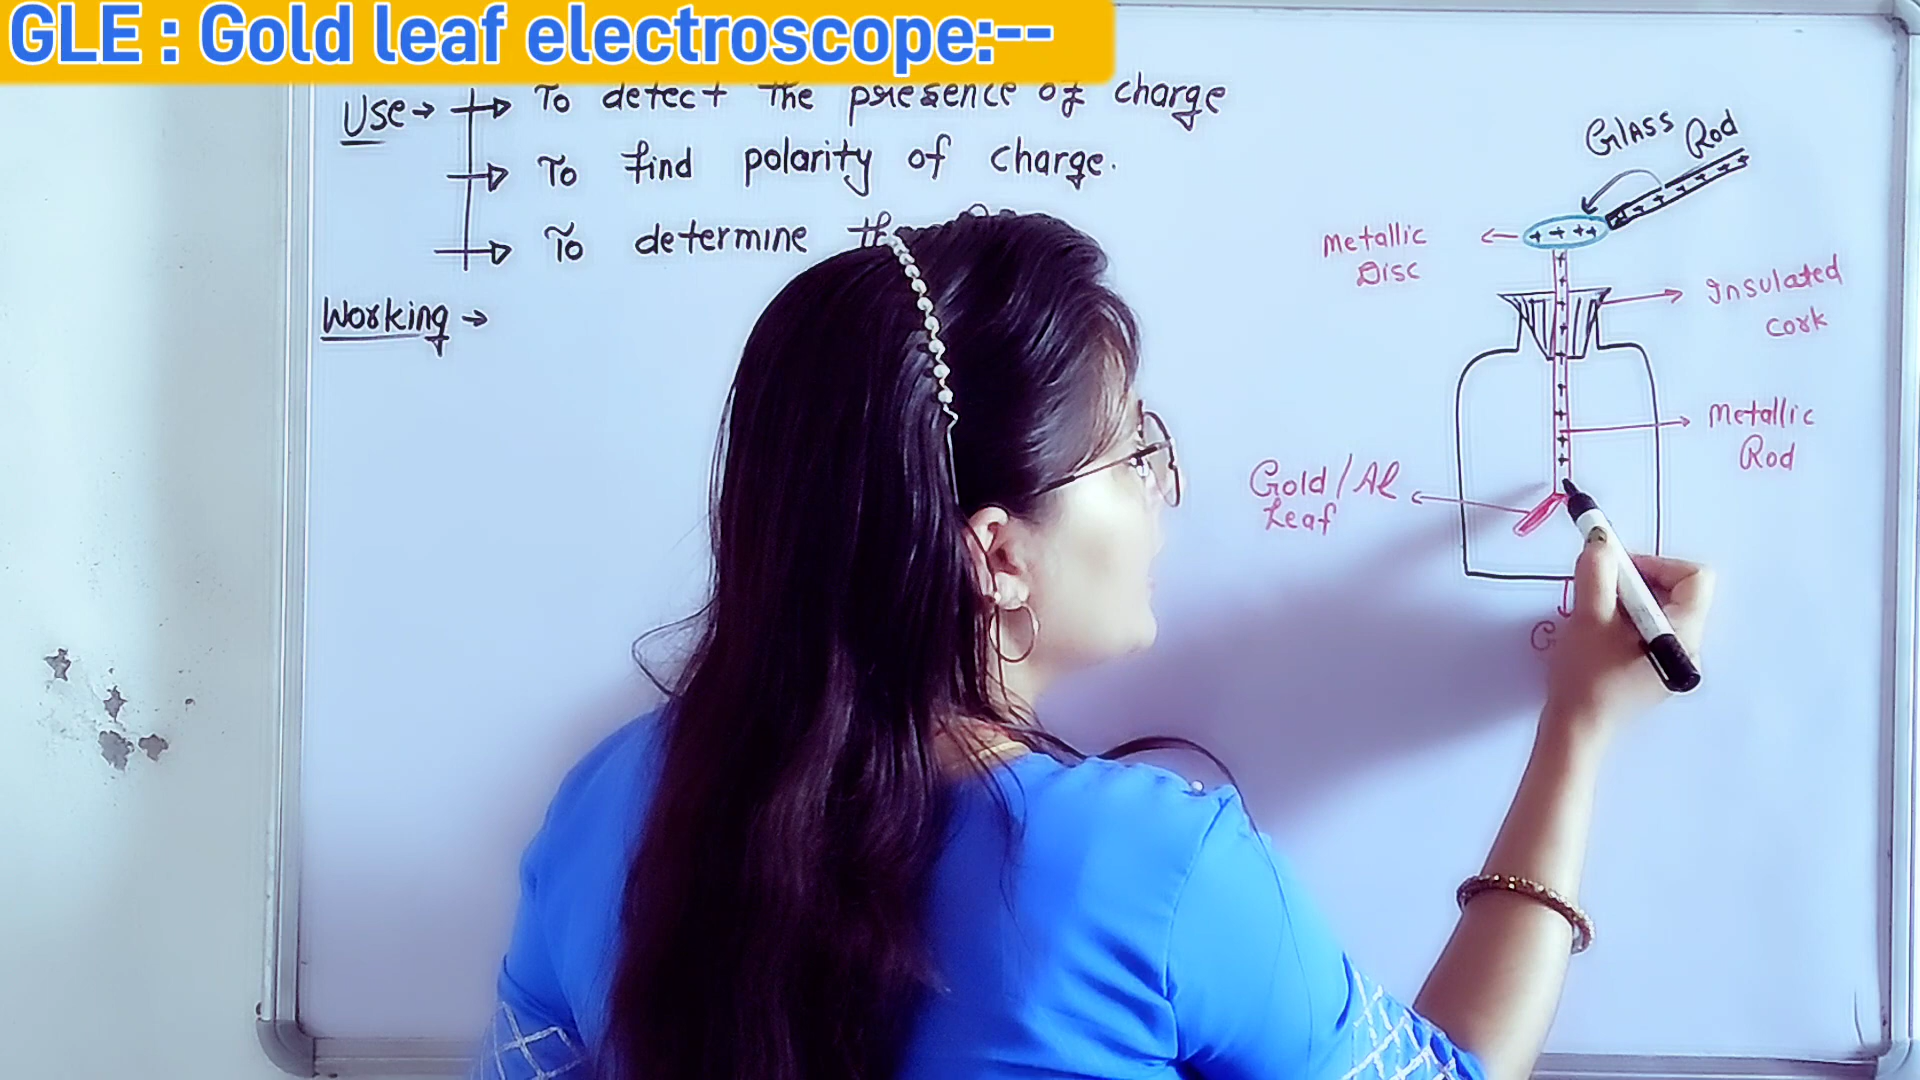 GLE : Gold leaf electroscope:--
Use → To detect the presence of charge
→ To find polarity of charge.
→ To determine
Working →
Glass Rod
Metallic
Disc
Insulated
cork
Metallic
Rod
Gold/Al
Leaf
G